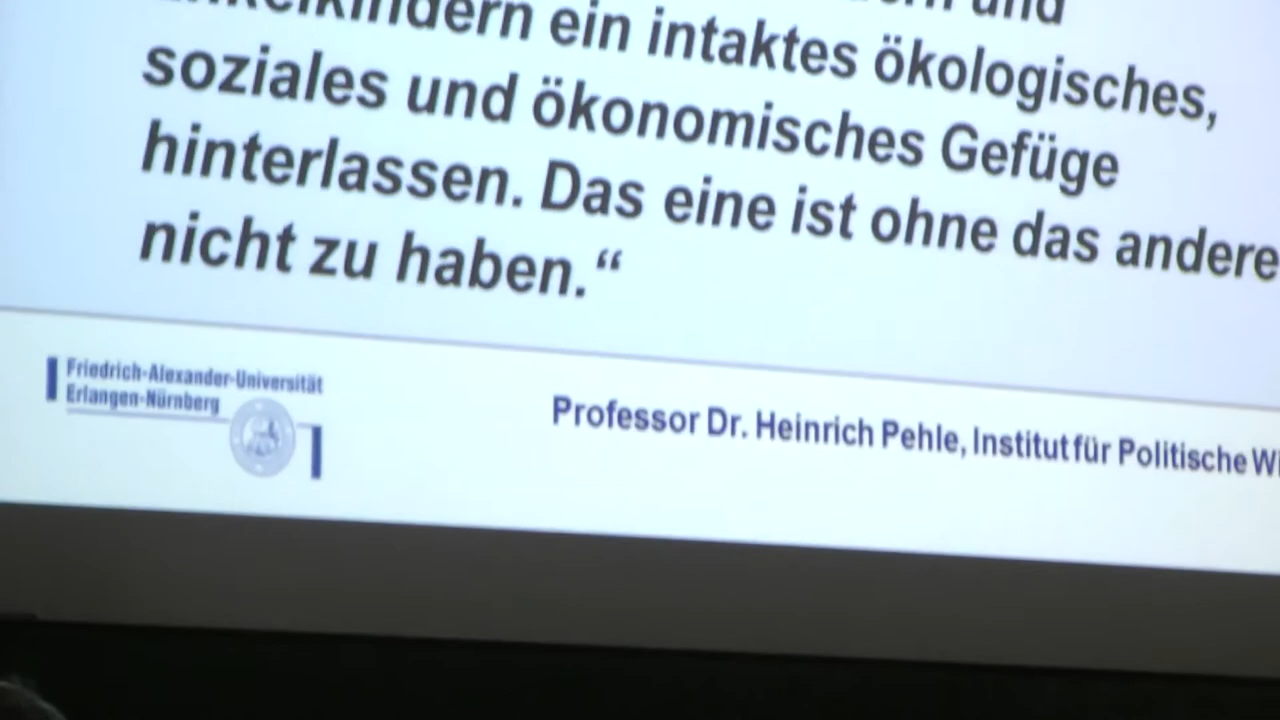 und
ein intaktes ökologisches,
soziales und ökonomisches Gefüge
hinterlassen. Das eine ist ohne das andere
nicht zu haben.“
Friedrich-Alexander-Universität
Erlangen-Nürnberg
Professor Dr. Heinrich Pehle, Institut für Politische